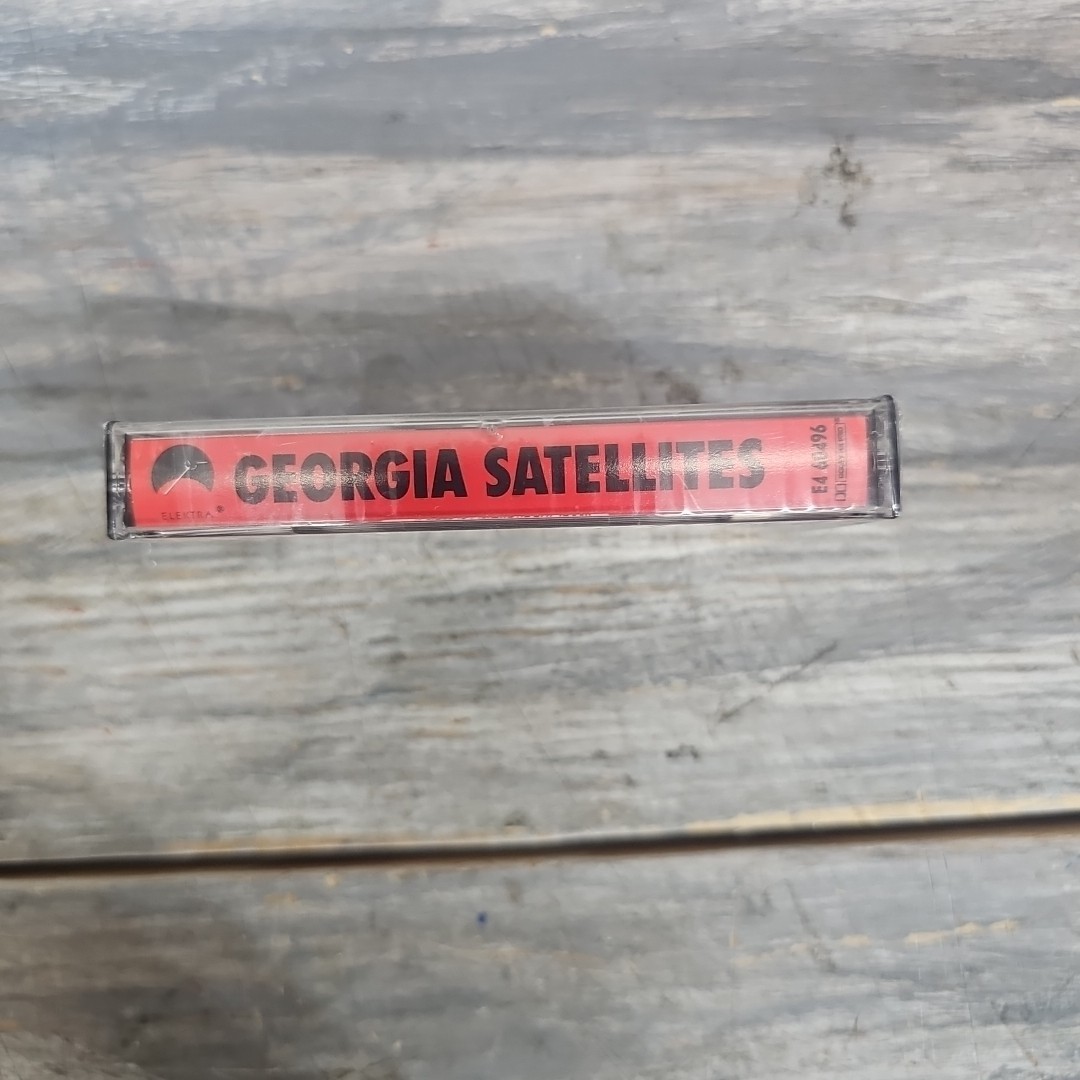 GEORGIA SATELLITES
ELEKTRA
E4 60496